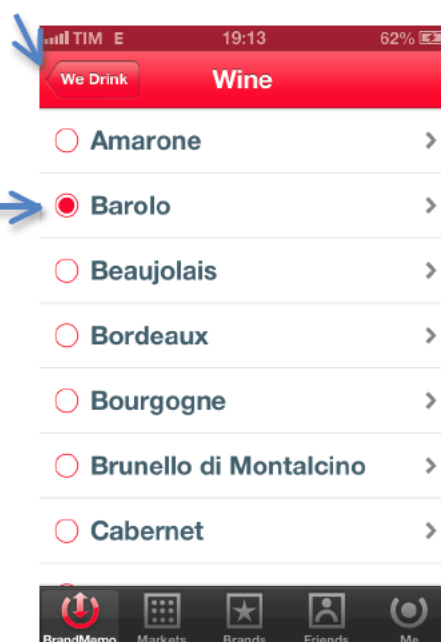 TIM E 19:13 62%
We Drink Wine
Amarone
Barolo
Beaujolais
Bordeaux
Bourgogne
Brunello di Montalcino
Cabernet
BrandMemo Markets Brands Friends Me